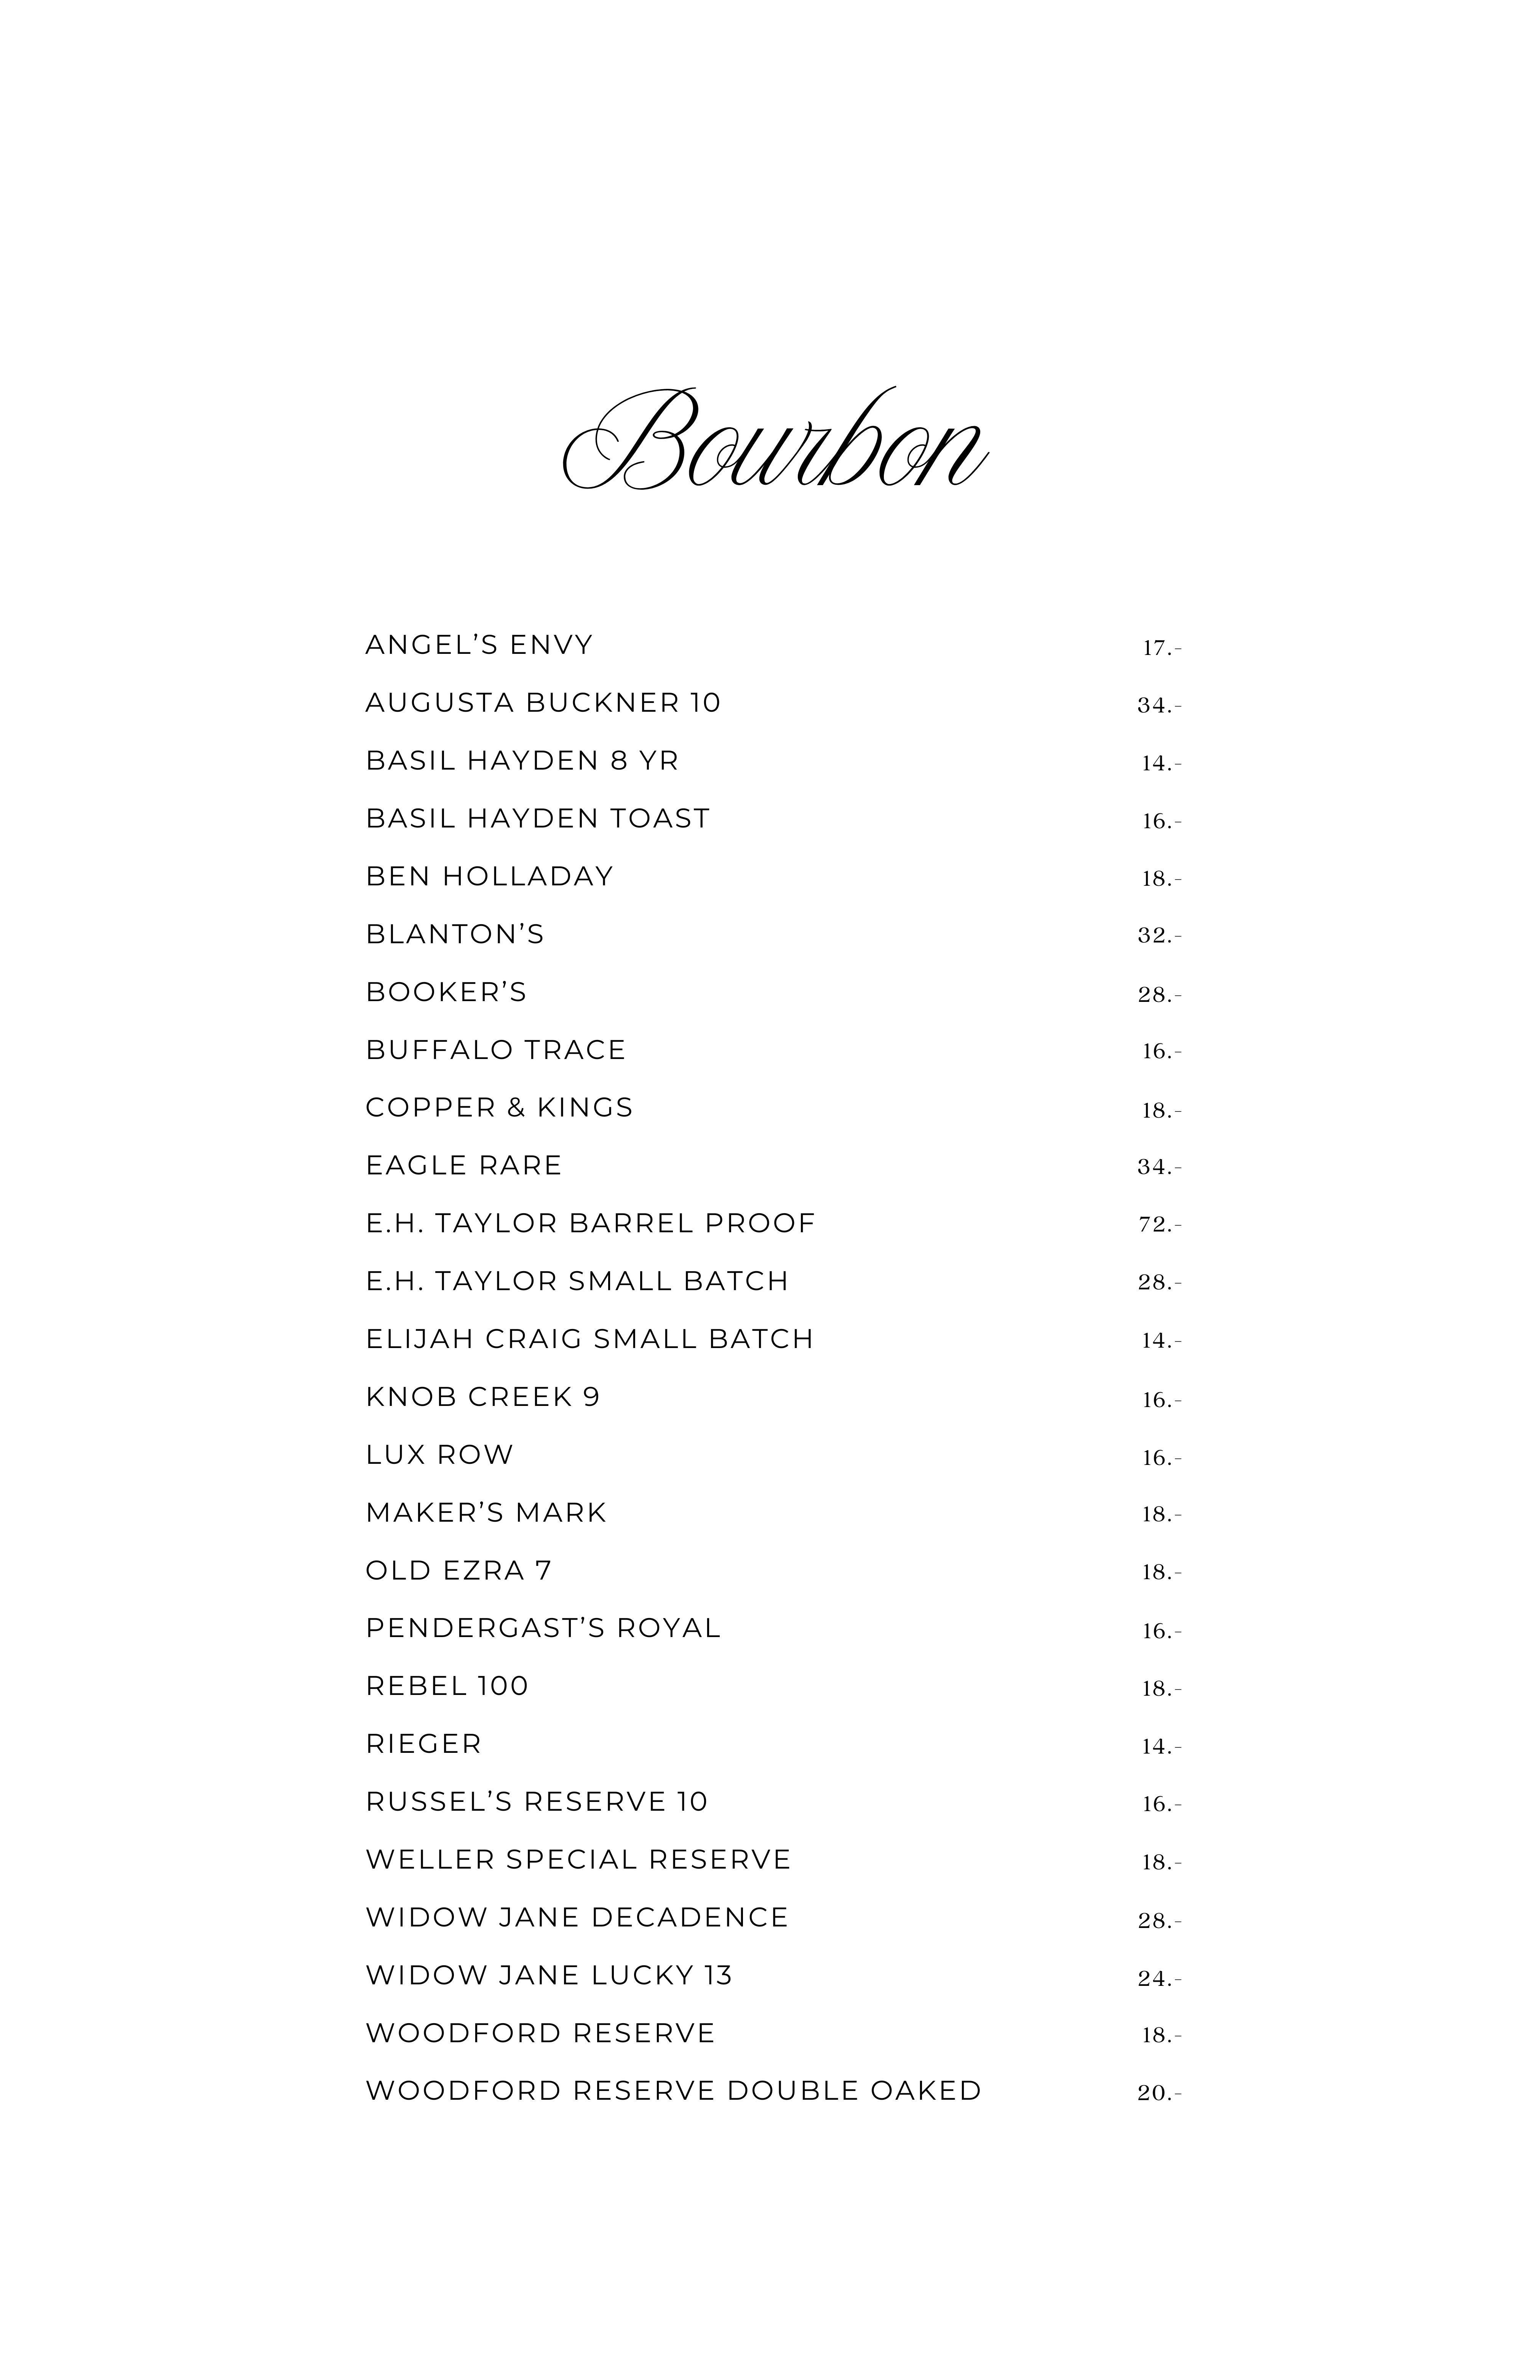 Bourbon
ANGEL’S ENVY 17.-
AUGUSTA BUCKNER 10 34.-
BASIL HAYDEN 8 YR 14.-
BASIL HAYDEN TOAST 16.-
BEN HOLLADAY 18.-
BLANTON’S 32.-
BOOKER’S 28.-
BUFFALO TRACE 16.-
COPPER & KINGS 18.-
EAGLE RARE 34.-
E.H. TAYLOR BARREL PROOF 72.-
E.H. TAYLOR SMALL BATCH 28.-
ELIJAH CRAIG SMALL BATCH 14.-
KNOB CREEK 9 16.-
LUX ROW 16.-
MAKER’S MARK 18.-
OLD EZRA 7 18.-
PENDERGAST’S ROYAL 16.-
REBEL 100 18.-
RIEGER 14.-
RUSSEL’S RESERVE 10 16.-
WELLER SPECIAL RESERVE 18.-
WIDOW JANE DECADENCE 28.-
WIDOW JANE LUCKY 13 24.-
WOODFORD RESERVE 18.-
WOODFORD RESERVE DOUBLE OAKED 20.-